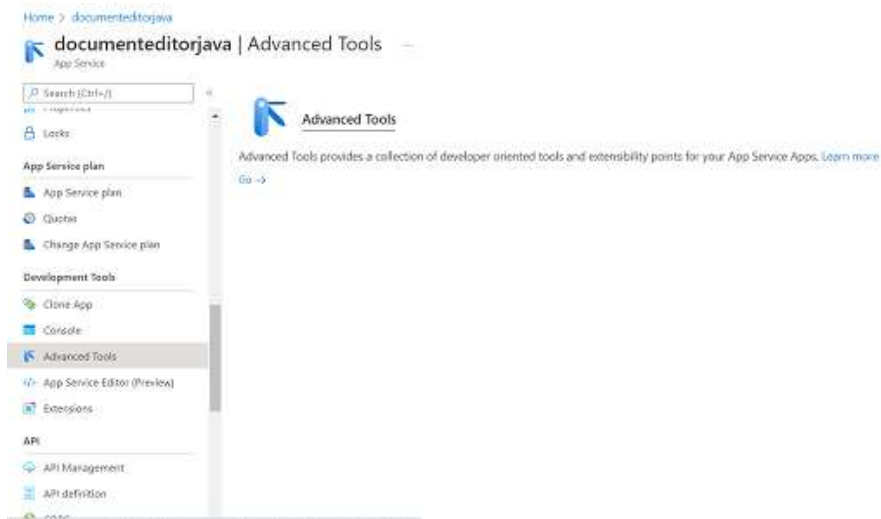 Home > documenteditorjava
documenteditorjava | Advanced Tools
App Service
Search (Ctrl+/)
«
Properties
Locks
App Service plan
App Service plan
Quotas
Change App Service plan
Development Tools
Clone App
Console
Advanced Tools
App Service Editor (Preview)
Extensions
API
API Management
API definition
CORS
Advanced Tools
Advanced Tools provides a collection of developer oriented tools and extensibility points for your App Service Apps. Learn more
Go →